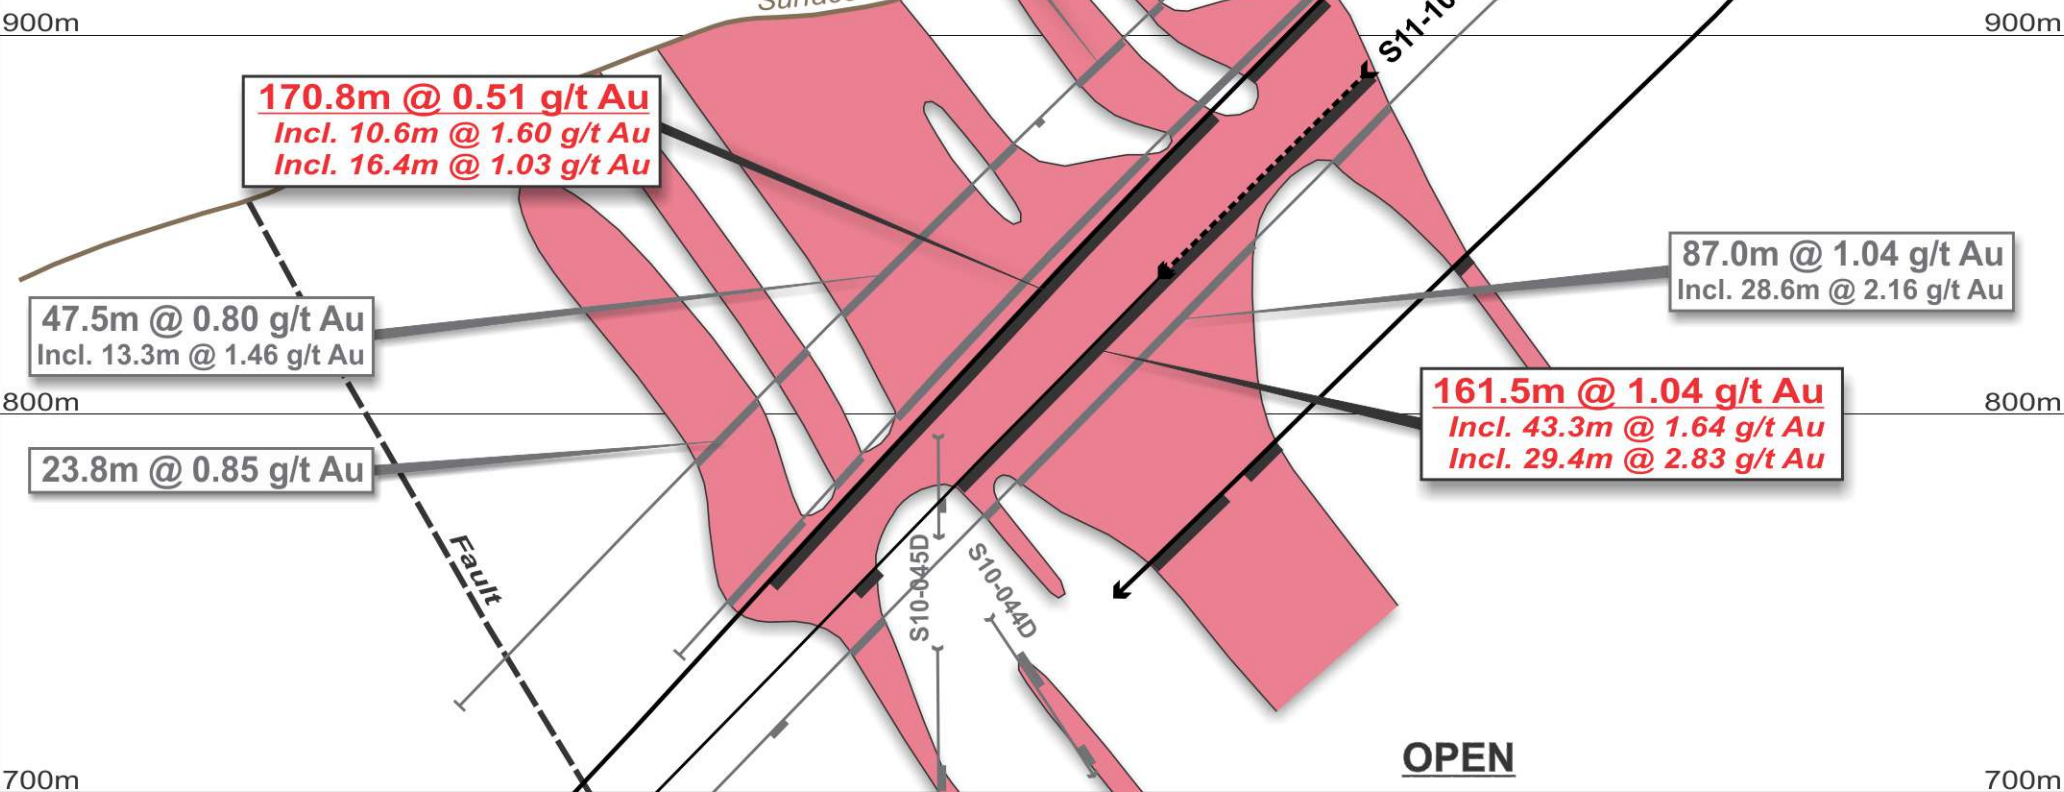 900m
900m
170.8m @ 0.51 g/t Au
Incl. 10.6m @ 1.60 g/t Au
Incl. 16.4m @ 1.03 g/t Au
47.5m @ 0.80 g/t Au
Incl. 13.3m @ 1.46 g/t Au
87.0m @ 1.04 g/t Au
Incl. 28.6m @ 2.16 g/t Au
161.5m @ 1.04 g/t Au
Incl. 43.3m @ 1.64 g/t Au
Incl. 29.4m @ 2.83 g/t Au
800m
800m
23.8m @ 0.85 g/t Au
Fault
S10-045D
S10-044D
OPEN
700m
700m